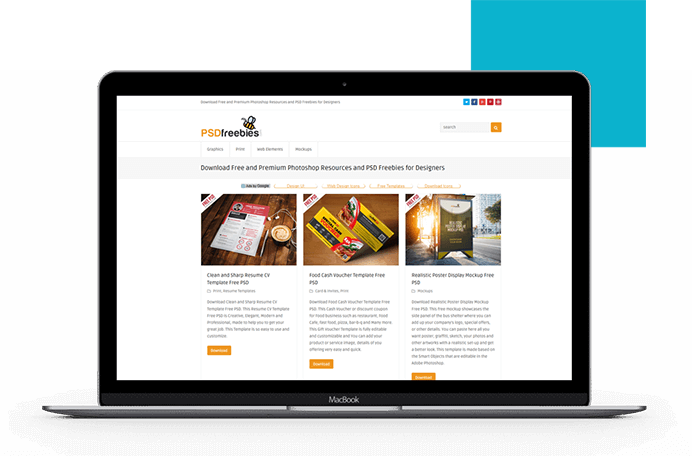 Download Free and Premium Photoshop Resources and PSD Freebies for Designers
PSDfreebies
Search
Graphics
Print
Web Elements
Mockups
Download Free and Premium Photoshop Resources and PSD Freebies for Designers
Ads by Google
Free Template
Download Icons
FREE PSD
FREE PSD
FREE PSD
Clean and Sharp Resume CV
Template Free PSD
Print, Resume Templates
Download Clean and Sharp Resume CV
Template Free PSD. This Resume CV Template
Free PSD is Creative, Elegant, Modern and
Professional, made to help you to get your
great job. This Template is so easy to use and
customize.
Download
Food Cash Voucher Template Free
PSD
Card & Invites, Print
Download Food Cash Voucher Template Free
PSD. This Cash Voucher or Discount Coupon
for Food business such as restaurant, Food
Cafe, fast food, pizza, Bar-b-q and Many more.
This Gift Voucher Template is fully editable
and customizable and You can add your
product or service image, details of you
offering very easy and quick.
Download
Realistic Poster Display Mockup Free
PSD
Mockups
Download Realistic Poster Display Mockup
Free PSD. This Free Mockup showcases the
side panel of the bus shelter where you can
add up your company's logo, special offers,
or other details. You can paste here all you
want poster, graffiti, sketch, your photos and
other artworks with a realistic set-up and get
a better look. This template is made based on
the Smart Objects that are editable in the
Adobe Photoshop
Download
MacBook